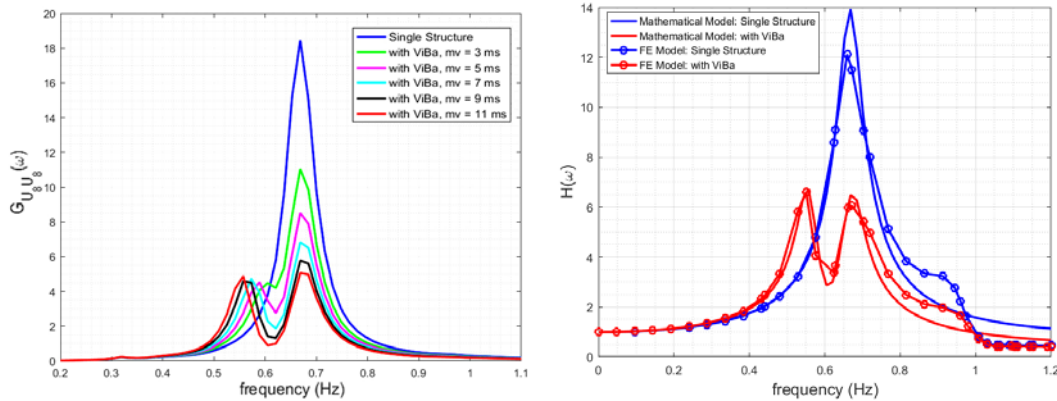 20
18
16
14
12
10
8
6
4
2
0
G_{U_8U_8}(ω)
Single Structure
with ViBa, mv = 3 ms
with ViBa, mv = 5 ms
with ViBa, mv = 7 ms
with ViBa, mv = 9 ms
with ViBa, mv = 11 ms
0.2 0.3 0.4 0.5 0.6 0.7 0.8 0.9 1 1.1
frequency (Hz)
14
12
10
8
6
4
2
0
H(ω)
Mathematical Model: Single Structure
Mathematical Model: with ViBa
FE Model: Single Structure
FE Model: with ViBa
0 0.2 0.4 0.6 0.8 1 1.2
frequency (Hz)